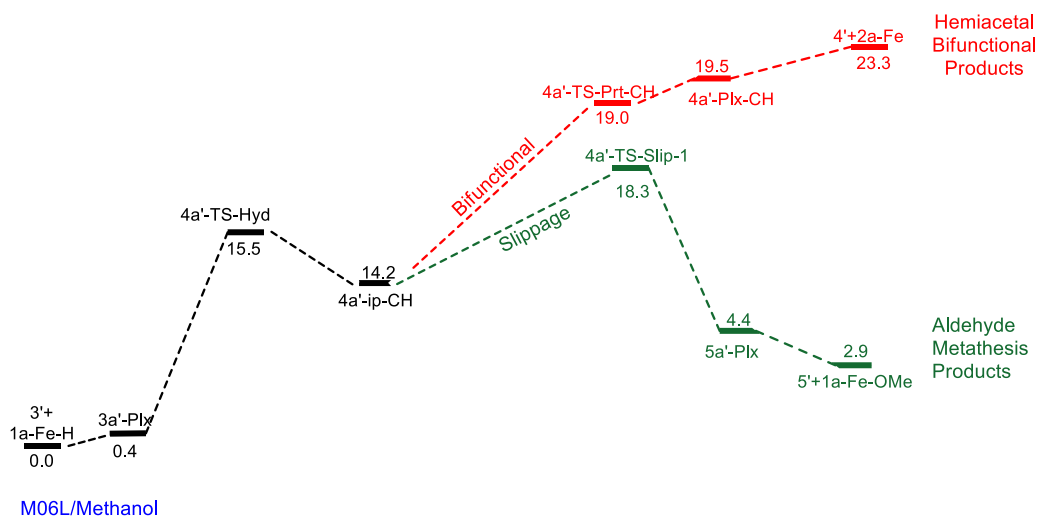 Hemiacetal
Bifunctional
Products
4'+2a-Fe
23.3
19.5
4a'-Plx-CH
4a'-TS-Prt-CH
19.0
Bifunctional
4a'-TS-Slip-1
18.3
Slippage
4a'-TS-Hyd
15.5
14.2
4a'-ip-CH
4.4
5a'-Plx
2.9
5'+1a-Fe-OMe
Aldehyde
Metathesis
Products
3'+
1a-Fe-H
0.0
3a'-Plx
0.4
M06L/Methanol